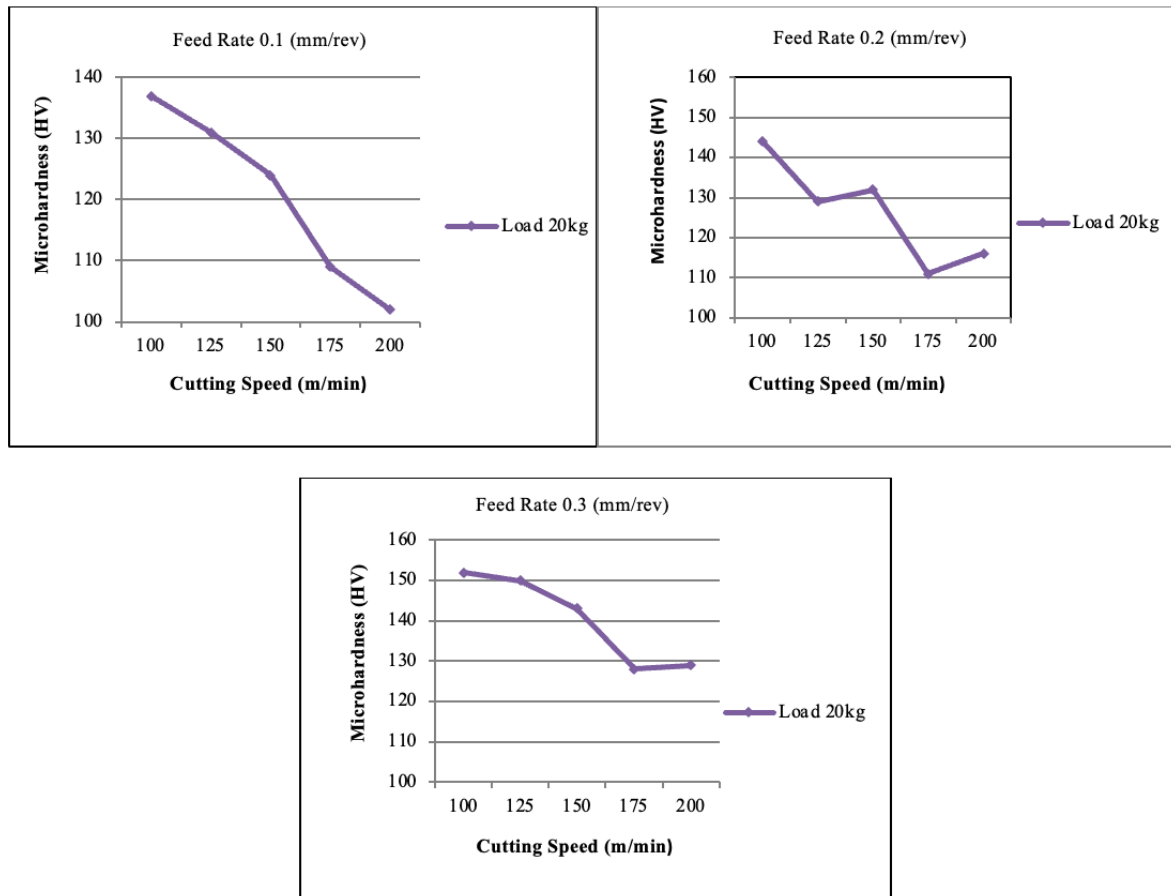 Feed Rate 0.1 (mm/rev)
140
130
120
110
100
Microhardness (HV)
100 125 150 175 200
Cutting Speed (m/min)
Load 20kg
Feed Rate 0.2 (mm/rev)
160
150
140
130
120
110
100
Microhardness (HV)
100 125 150 175 200
Cutting Speed (m/min)
Load 20kg
Feed Rate 0.3 (mm/rev)
160
150
140
130
120
110
100
Microhardness (HV)
100 125 150 175 200
Cutting Speed (m/min)
Load 20kg